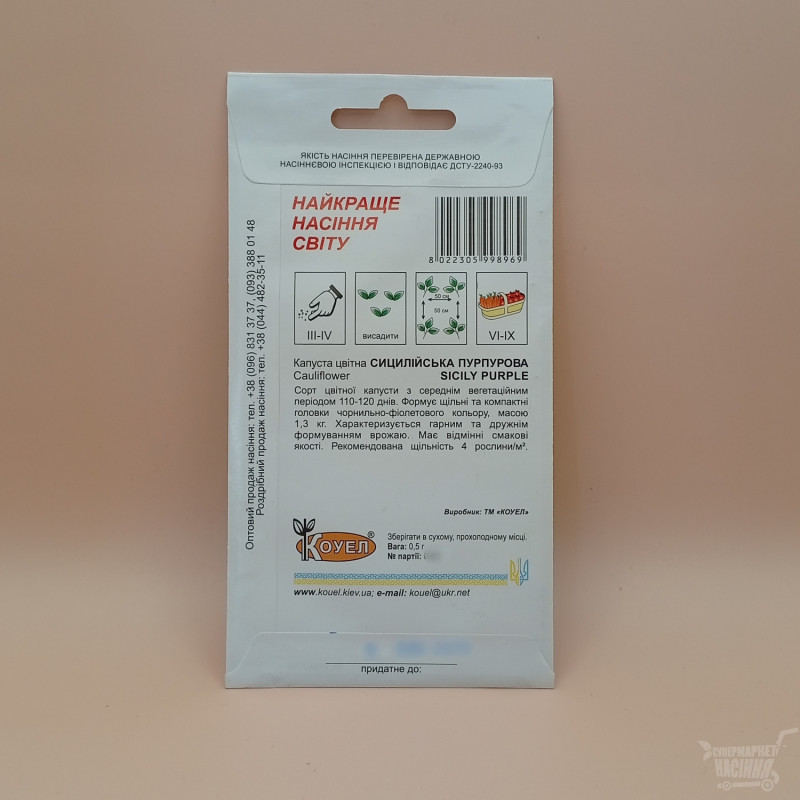 ЯКІСТЬ НАСІННЯ ПЕРЕВІРЕНА ДЕРЖАВНОЮ
НАСІННЄВОЮ ІНСПЕКЦІЄЮ І ВІДПОВІДАЄ ДСТУ-2240-93
НАЙКРАЩЕ
НАСІННЯ
СВІТУ
8 022305 998969
50 см
50 см
III-IV
висадити
VI-IX
Капуста цвітна СИЦИЛІЙСЬКА ПУРПУРОВА
Cauliflower SICILY PURPLE
Сорт цвітної капусти з середнім вегетаційним
періодом 110-120 днів. Формує щільні та компактні
головки чорнильно-фіолетового кольору, масою
1,3 кг. Характеризується гарним та дружнім
формуванням врожаю. Має відмінні смакові
якості. Рекомендована щільність 4 рослини/м².
Виробник: ТМ «КОУЕЛ»
КОУЕЛ®
Зберігати в сухому, прохолодному місці.
Вага: 0,5 г
№ партії:
www.kouel.kiev.ua; e-mail: kouel@ukr.net
придатне до:
Оптовий продаж насіння: тел. +38 (096) 831 37 37, (093) 388 01 48
Роздрібний продаж насіння: тел. +38 (044) 482-35-11
СУПЕРМАРКЕТ
НАСІННЯ